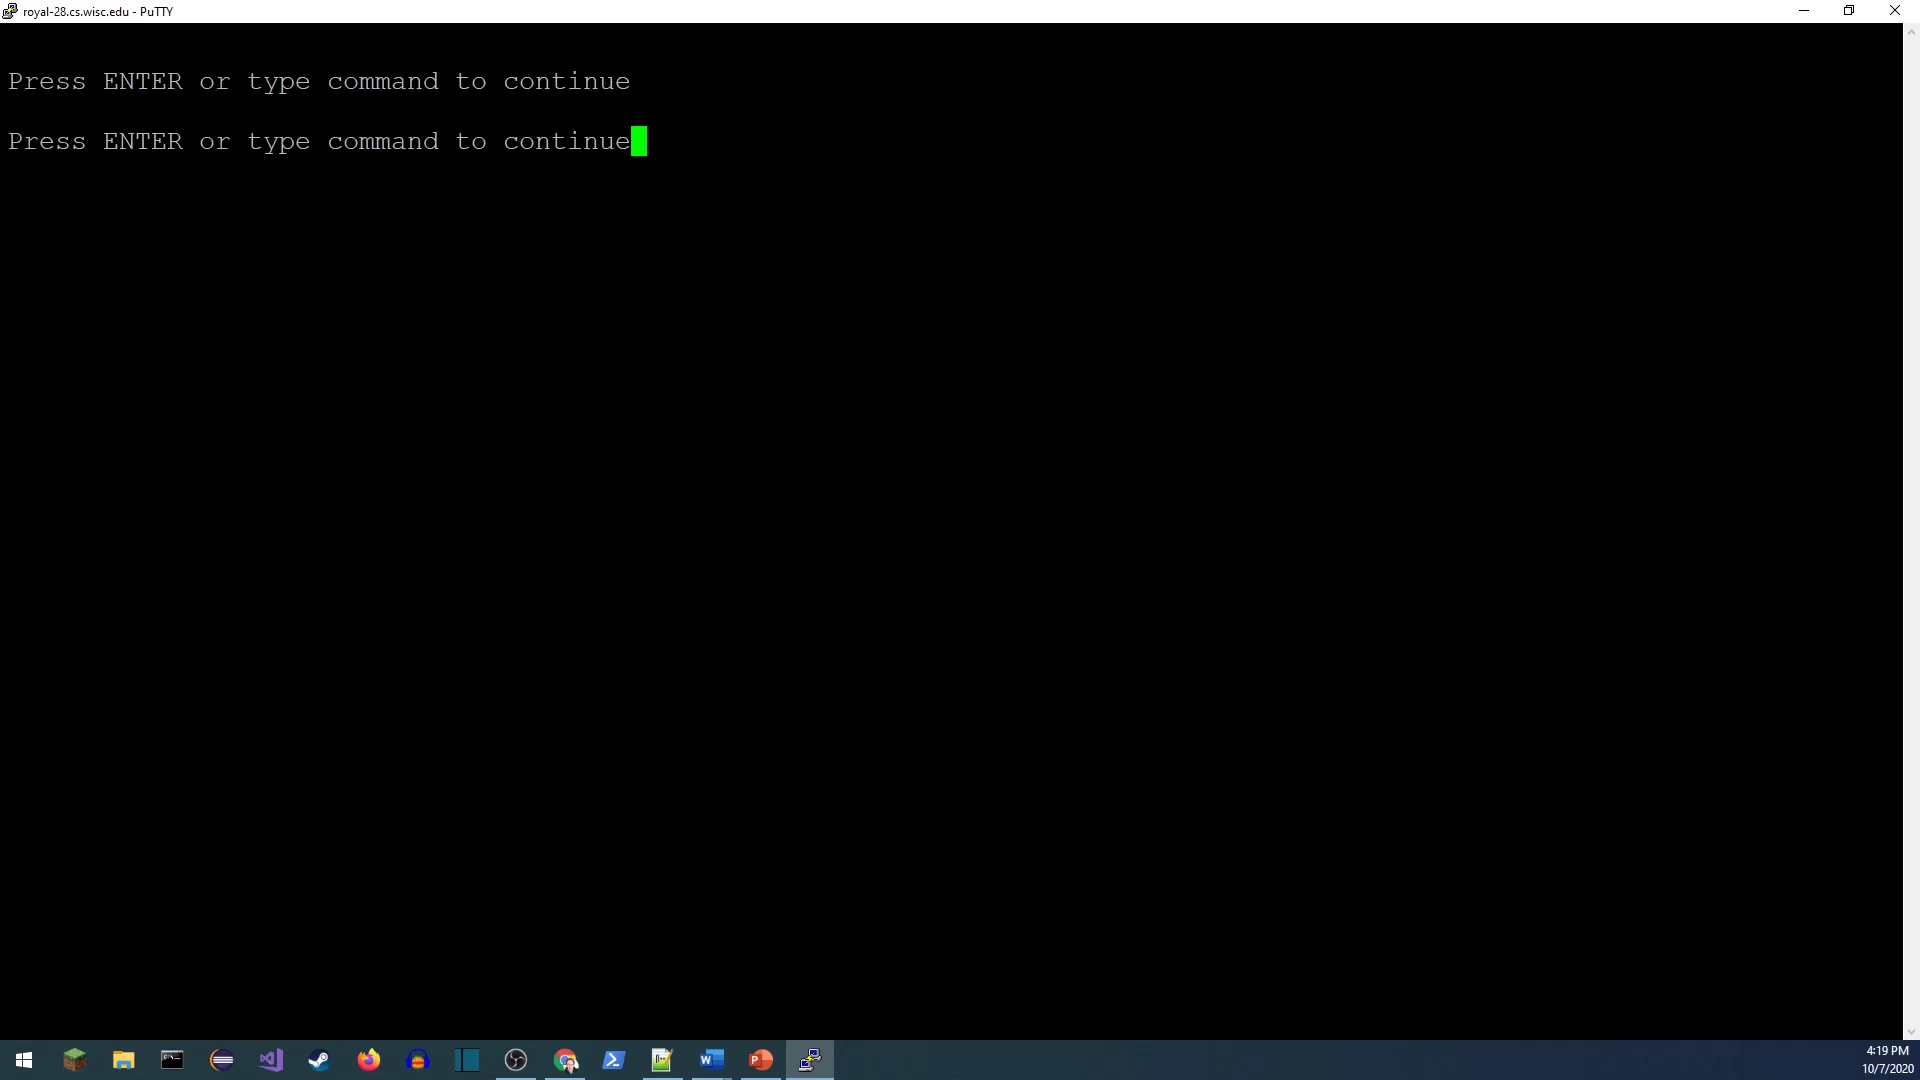 royal-28.cs.wisc.edu - PuTTY
Press ENTER or type command to continue
Press ENTER or type command to continue
4:19 PM
10/7/2020